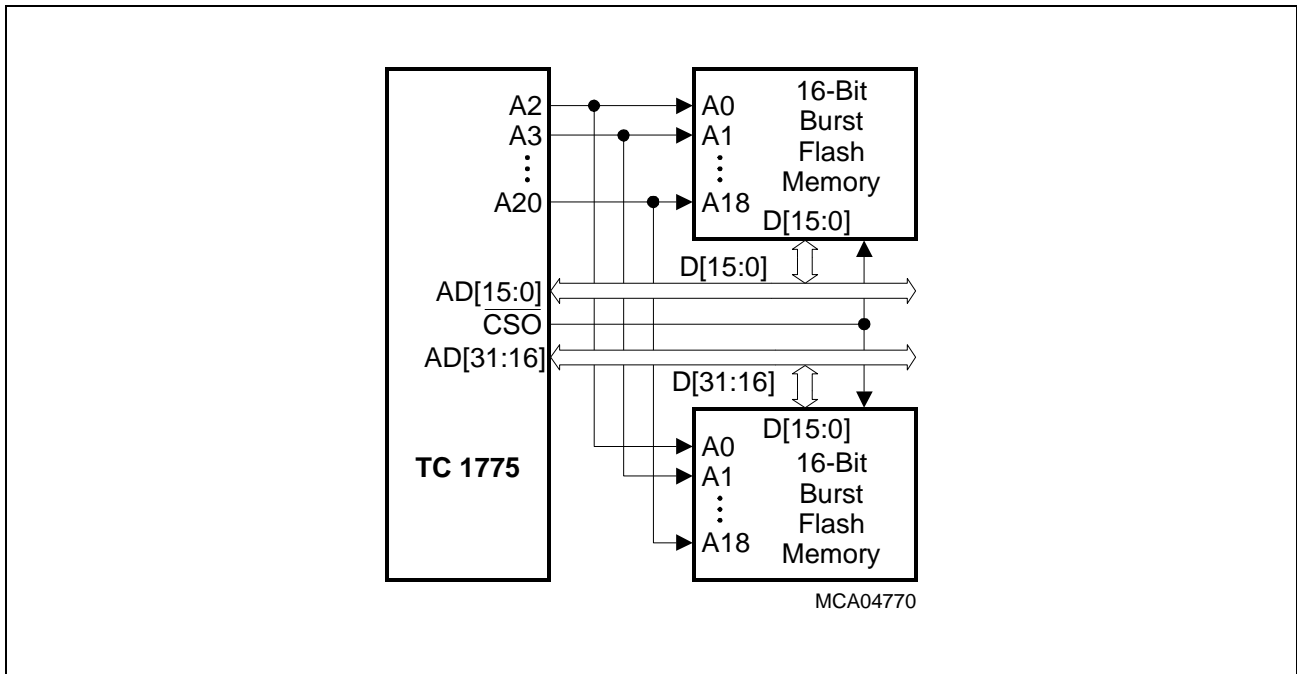 A2
A3
A20
AD[15:0]
CSO
AD[31:16]
TC 1775
A0
A1
A18
16-Bit
Burst
Flash
Memory
D[15:0]
D[15:0]
D[31:16]
D[15:0]
A0
A1
A18
16-Bit
Burst
Flash
Memory
MCA04770